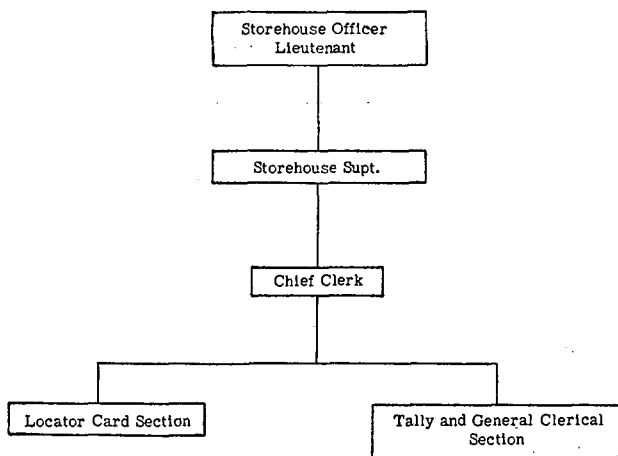 Storehouse Officer
Lieutenant
Storehouse Supt.
Chief Clerk
Locator Card Section
Tally and General Clerical
Section